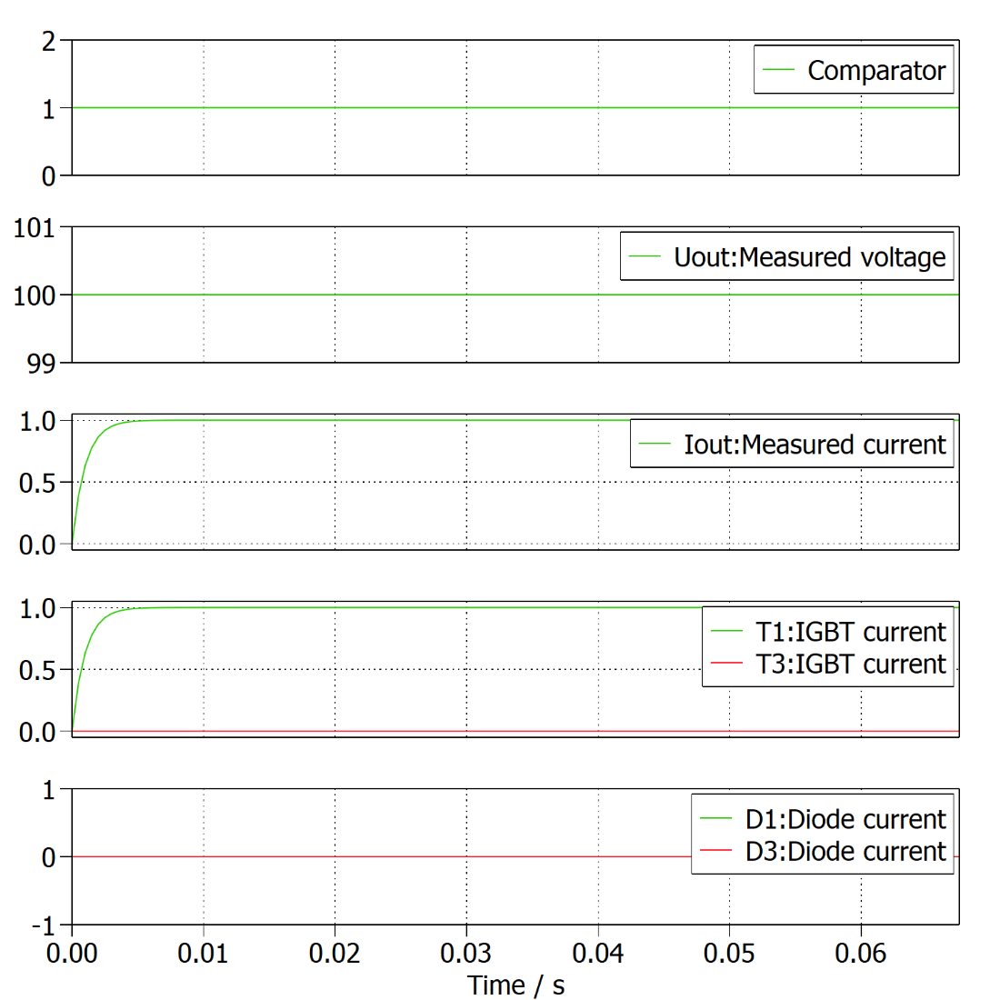 2
Comparator
1
0
101
Uout:Measured voltage
100
99
1.0
Iout:Measured current
0.5
0.0
1.0
T1:IGBT current
T3:IGBT current
0.5
0.0
1
D1:Diode current
D3:Diode current
0
-1
0.00 0.01 0.02 0.03 0.04 0.05 0.06
Time / s